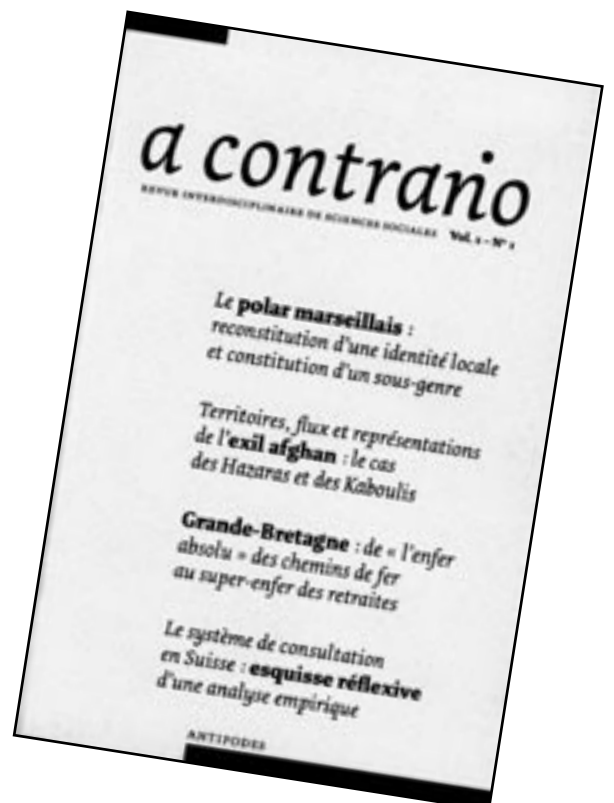 a contrario
REVUE INTERDISCIPLINAIRE DE SCIENCES SOCIALES Vol. 1 – N° 1
Le polar marseillais :
reconstitution d'une identité locale
et constitution d'un sous-genre
Territoires, flux et représentations
de l'exil afghan : le cas
des Hazaras et des Kaboulis
Grande-Bretagne : de « l'enfer
absolu » des chemins de fer
au super-enfer des retraites
Le système de consultation
en Suisse : esquisse réflexive
d'une analyse empirique
ANTIPODES